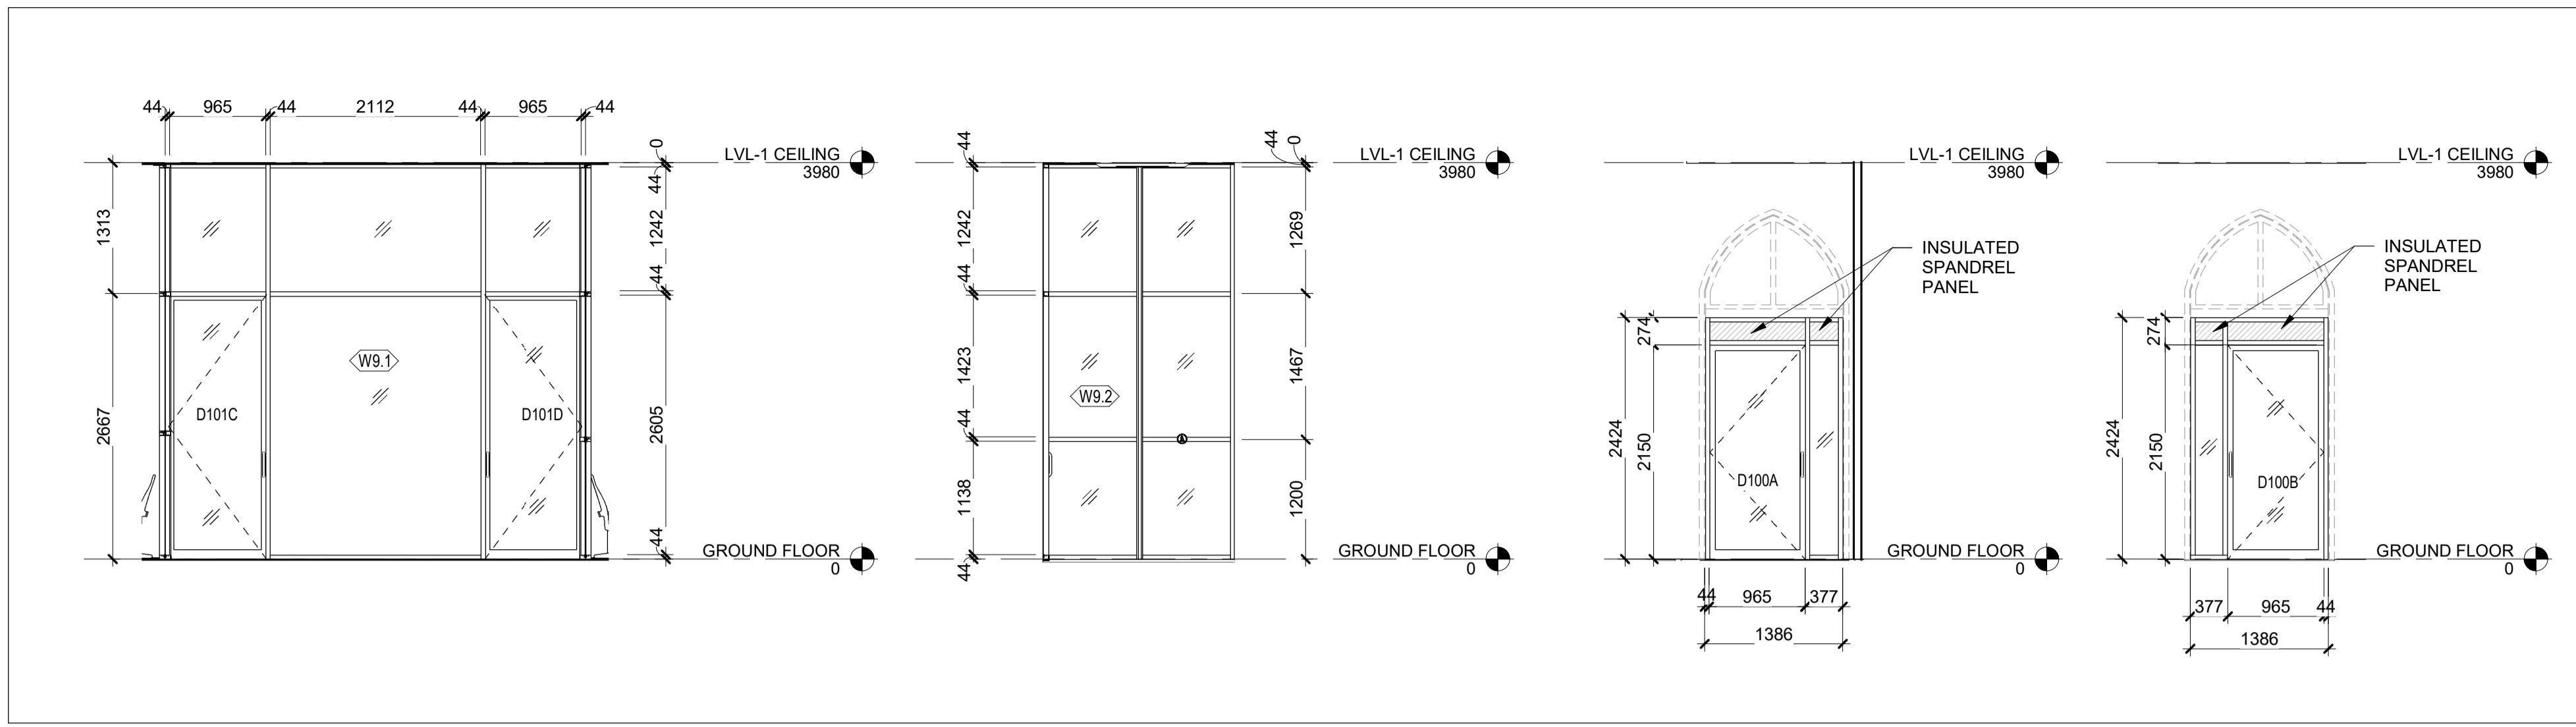 44 965 44 2112 44 965 44
1313
2667
0
44
1242
44
2605
44
W9.1
D101C
D101D
LVL-1 CEILING
3980
GROUND FLOOR
0
44
1242
44
1423
44
1138
44
W9.2
44
0
1269
1467
1200
LVL-1 CEILING
3980
GROUND FLOOR
0
LVL-1 CEILING
3980
INSULATED
SPANDREL
PANEL
274
2424
2150
D100A
GROUND FLOOR
0
44 965 377
1386
LVL-1 CEILING
3980
INSULATED
SPANDREL
PANEL
274
2424
2150
D100B
GROUND FLOOR
0
377 965 44
1386